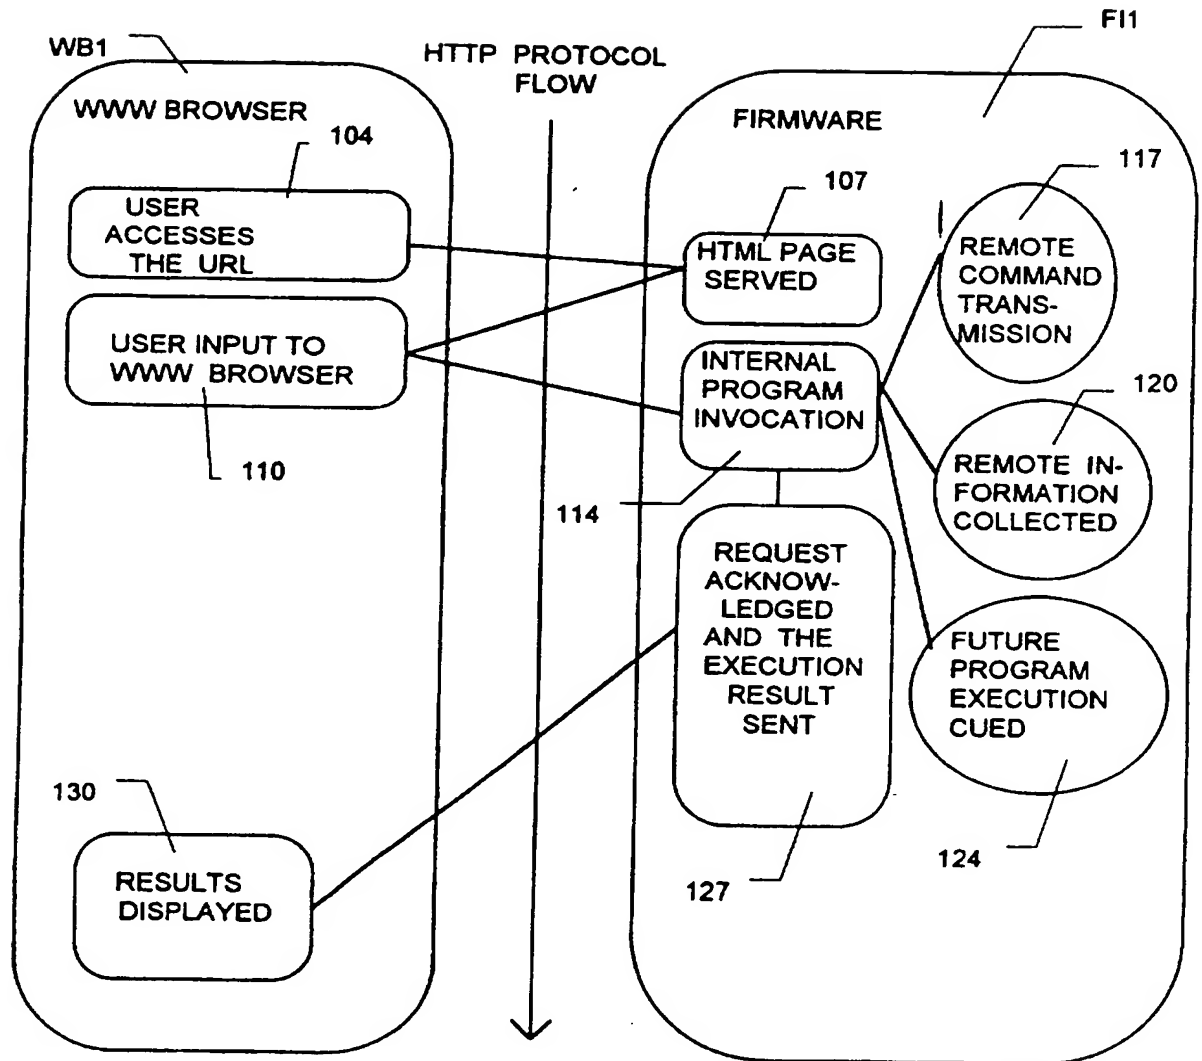 WB1
HTTP PROTOCOL
FLOW
FI1
WWW BROWSER
104
USER
ACCESSES
THE URL
USER INPUT TO
WWW BROWSER
110
FIRMWARE
107
HTML PAGE
SERVED
INTERNAL
PROGRAM
INVOCATION
114
117
REMOTE
COMMAND
TRANS-
MISSION
120
REMOTE IN-
FORMATION
COLLECTED
REQUEST
ACKNOW-
LEDGED
AND THE
EXECUTION
RESULT
SENT
127
FUTURE
PROGRAM
EXECUTION
CUED
124
130
RESULTS
DISPLAYED